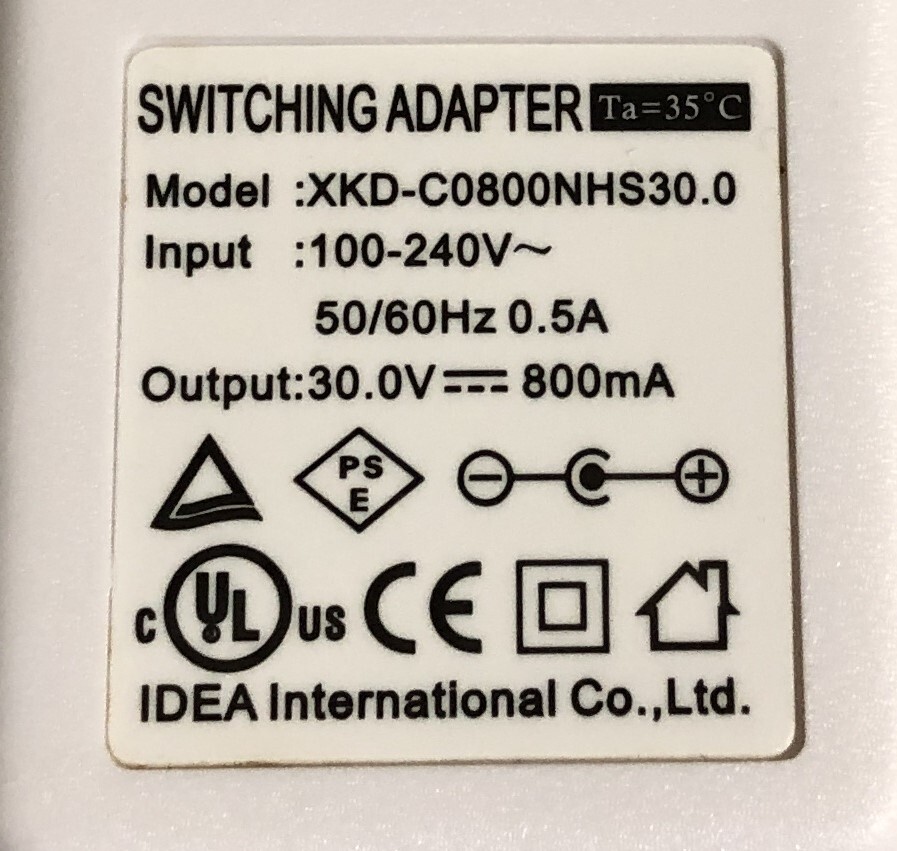 SWITCHING ADAPTER Ta=35°C
Model :XKD-C0800NHS30.0
Input :100-240V~
50/60Hz 0.5A
Output:30.0V⎓800mA
PS
E
C UL US CE
IDEA International Co.,Ltd.